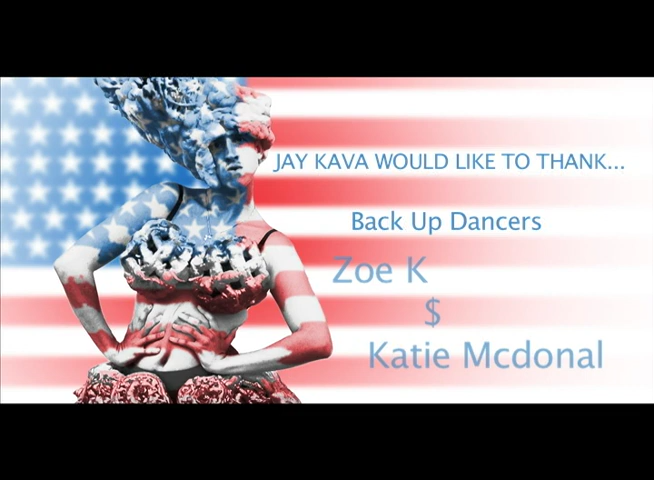 JAY KAVA WOULD LIKE TO THANK...
Back Up Dancers
Zoe K
$
Katie Mcdonal